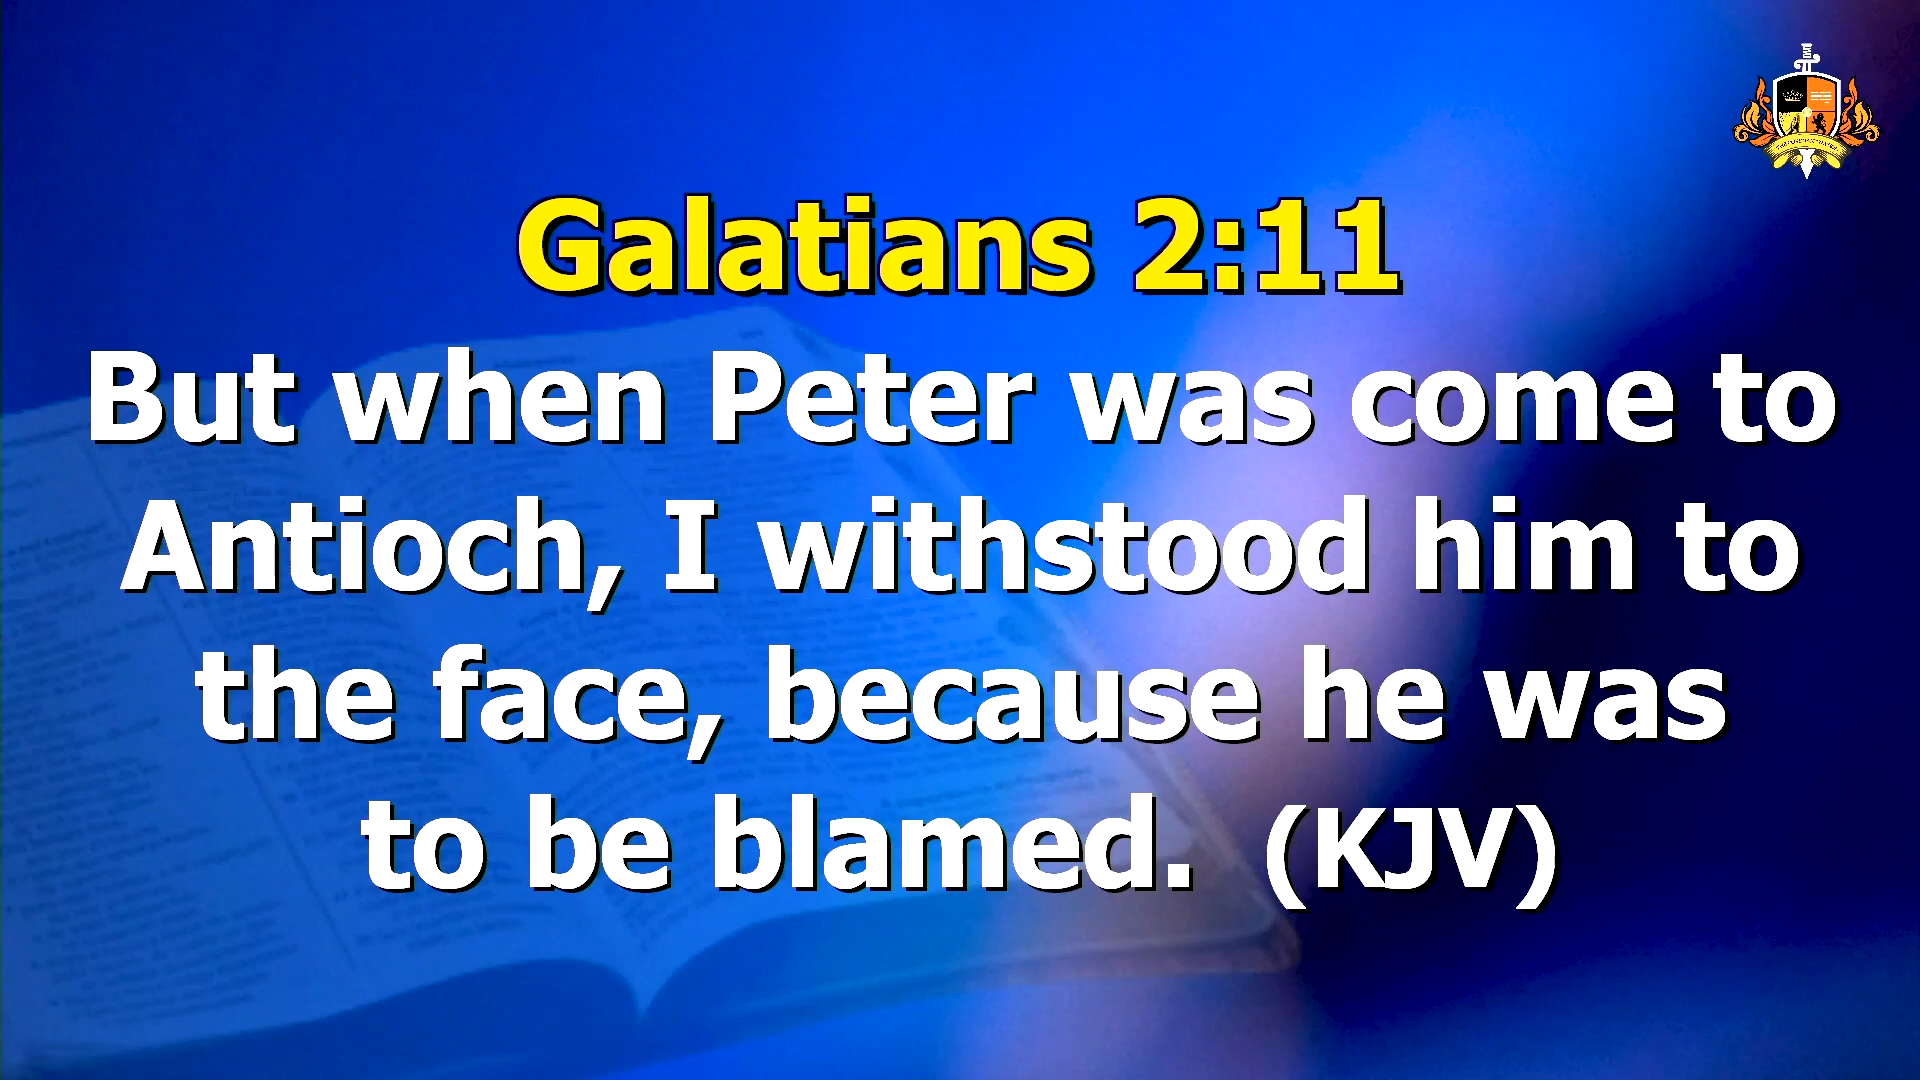 Galatians 2:11
But when Peter was come to
Antioch, I withstood him to
the face, because he was
to be blamed.  (KJV)